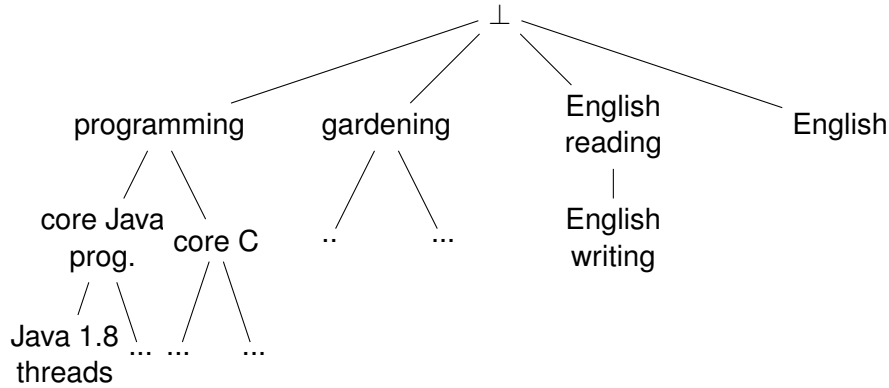 ⊥
programming
gardening
English
reading
English
core Java
prog.
core C
..
...
English
writing
Java 1.8
threads
...
...
...